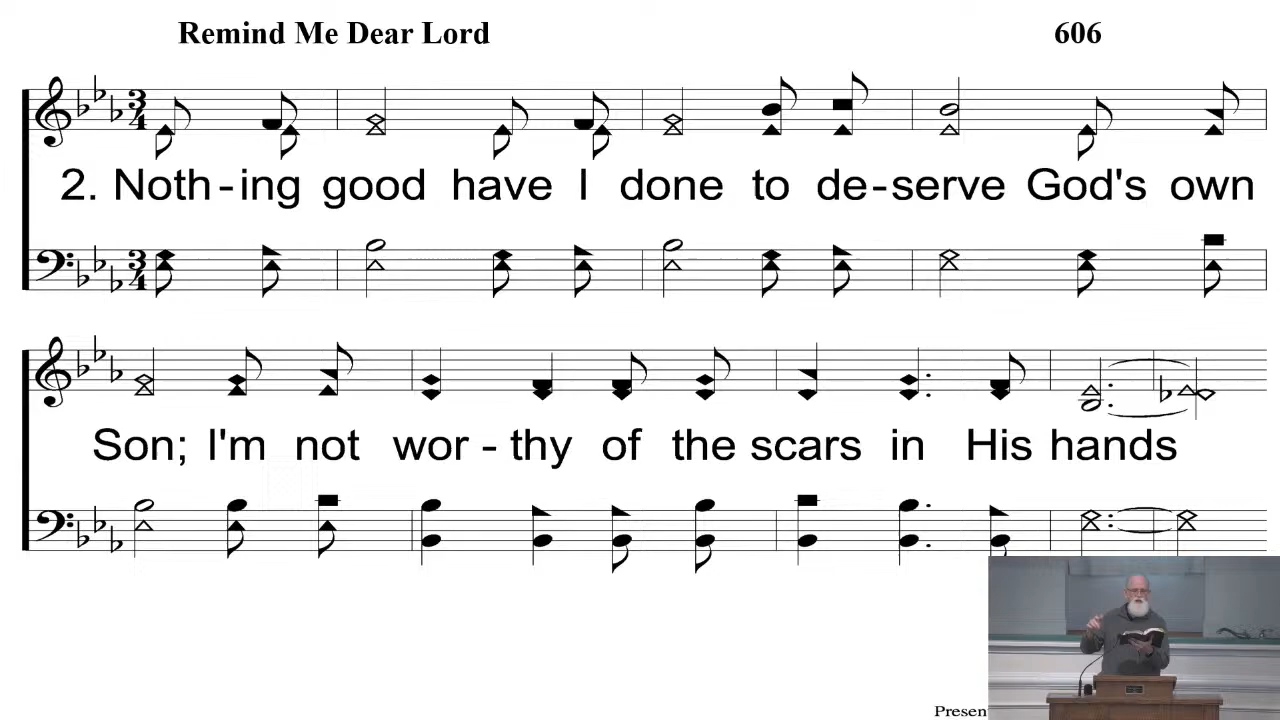 Remind Me Dear Lord 606
2. Noth-ing good have I done to de-serve God's own
Son; I'm not wor - thy of the scars in His hands
Presen